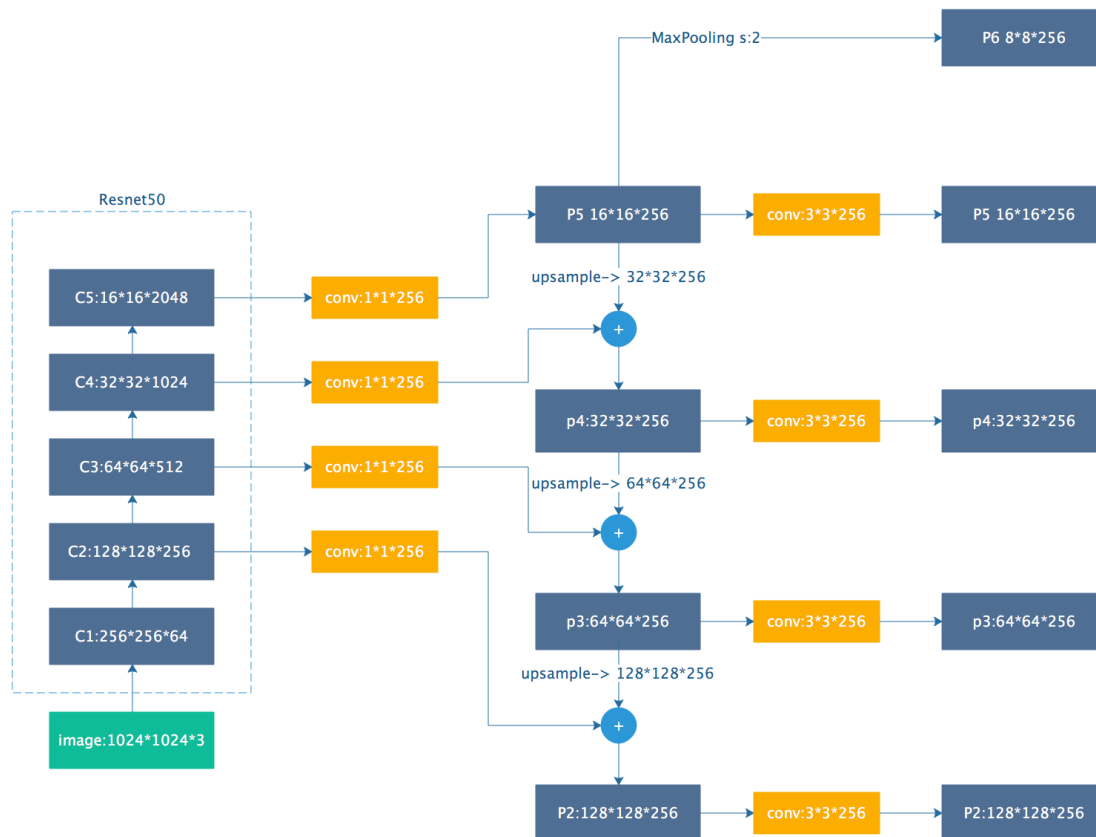 MaxPooling s:2
P6 8*8*256
Resnet50
P5 16*16*256
conv:3*3*256
P5 16*16*256
C5:16*16*2048
conv:1*1*256
upsample-> 32*32*256
+
C4:32*32*1024
conv:1*1*256
p4:32*32*256
conv:3*3*256
p4:32*32*256
C3:64*64*512
conv:1*1*256
upsample-> 64*64*256
+
C2:128*128*256
conv:1*1*256
C1:256*256*64
p3:64*64*256
conv:3*3*256
p3:64*64*256
upsample-> 128*128*256
+
image:1024*1024*3
P2:128*128*256
conv:3*3*256
P2:128*128*256